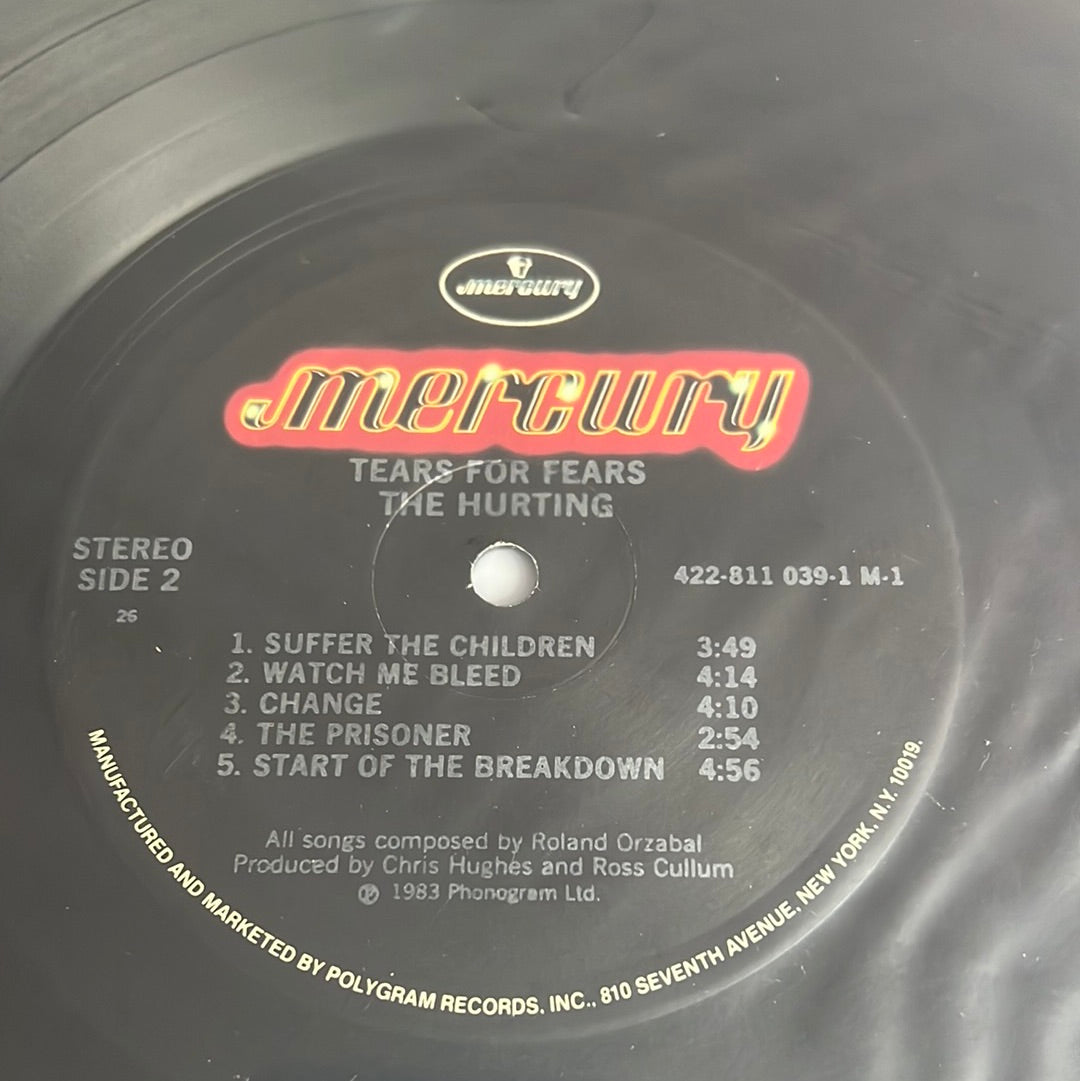 mercury
mercury
TEARS FOR FEARS
THE HURTING
STEREO
SIDE 2
26
422-811 039-1 M-1
1. SUFFER THE CHILDREN 3:49
2. WATCH ME BLEED 4:14
3. CHANGE 4:10
4. THE PRISONER 2:54
5. START OF THE BREAKDOWN 4:56
All songs composed by Roland Orzabal
Produced by Chris Hughes and Ross Cullum
℗ 1983 Phonogram Ltd.
MANUFACTURED AND MARKETED BY POLYGRAM RECORDS, INC., 810 SEVENTH AVENUE, NEW YORK, N.Y. 10019.